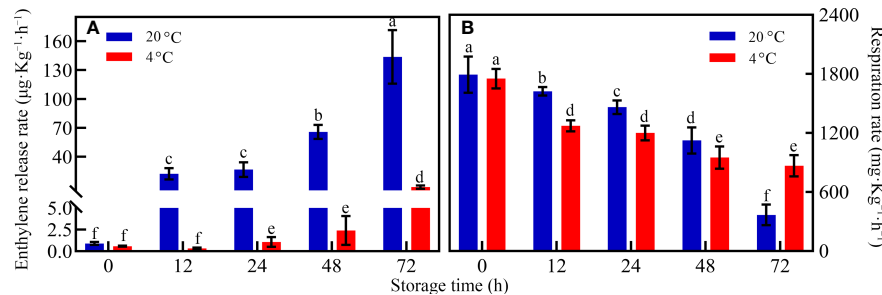 A
20 °C
4 °C
Enthylene release rate (μg·Kg⁻¹·h⁻¹)
160
130
100
70
40
5.0
2.5
0.0
f f c f c e b e a d
0 12 24 48 72
B
20 °C
4 °C
2400
1800
1200
600
0
Respiration rate (mg·Kg⁻¹·h⁻¹)
a a b d c d d e f e
0 12 24 48 72
Storage time (h)